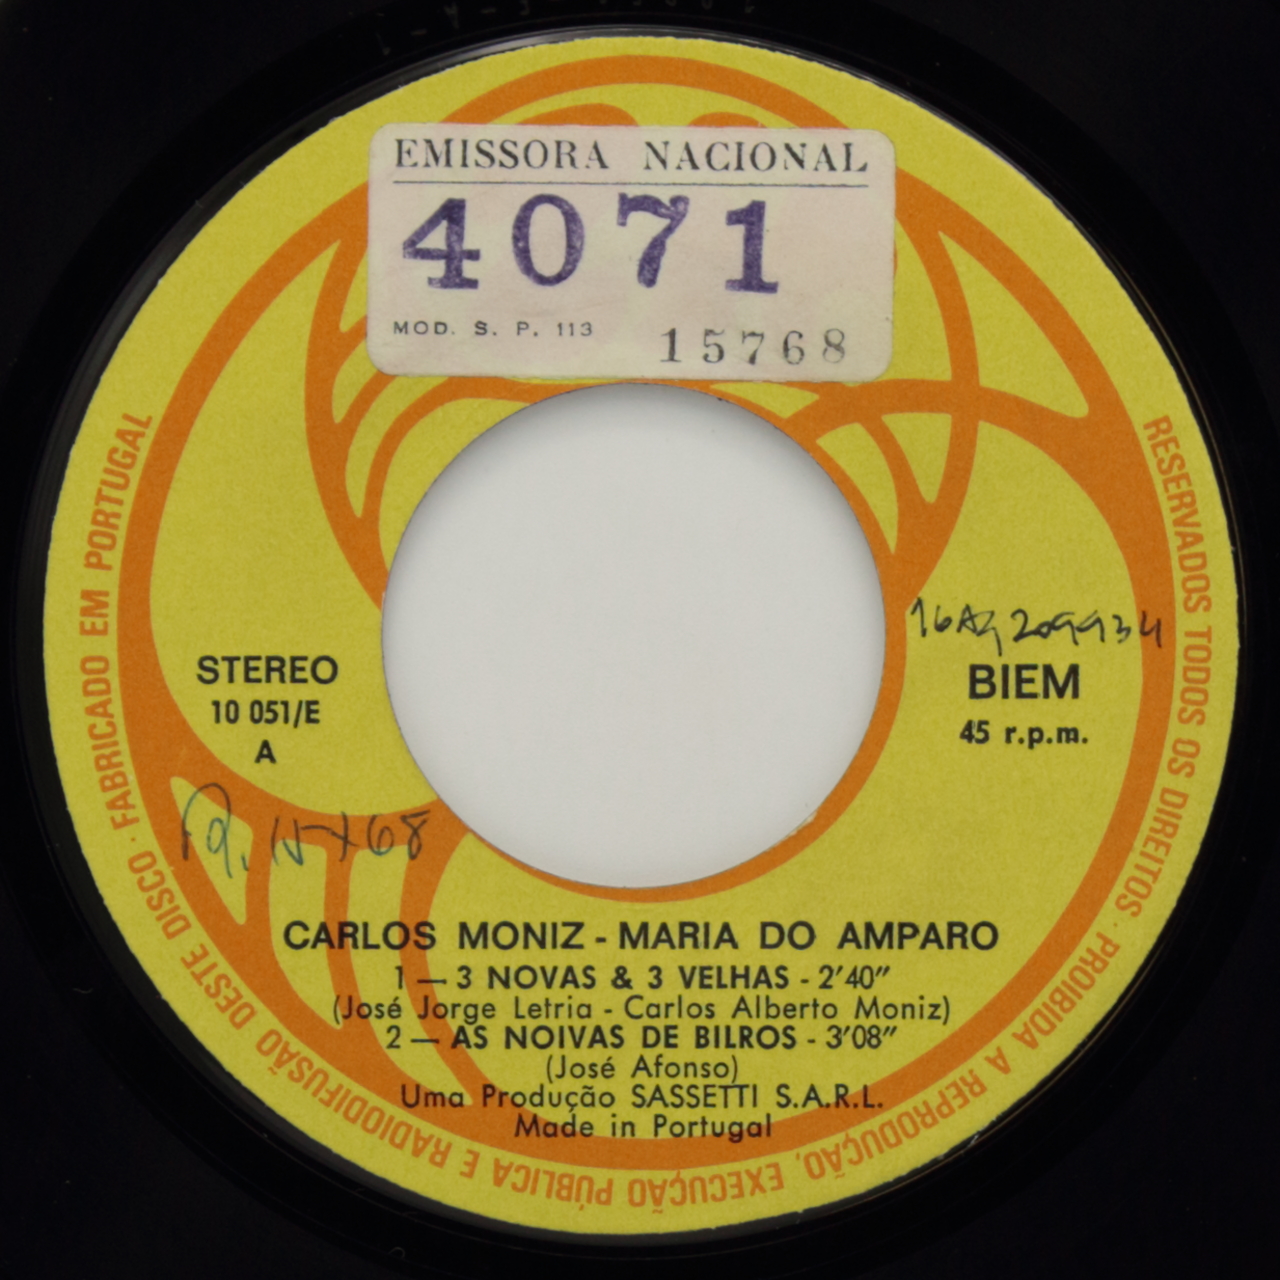 EMISSORA NACIONAL
4071
MOD. S. P. 113 15768
FABRICADO EM PORTUGAL · RESERVADOS TODOS OS DIREITOS · PROIBIDA A REPRODUÇÃO, EXECUÇÃO PÚBLICA E RADIODIFUSÃO DESTE DISCO ·
STEREO
10 051/E
A
BIEM
45 r.p.m.
CARLOS MONIZ - MARIA DO AMPARO
1 — 3 NOVAS & 3 VELHAS - 2'40"
(José Jorge Letria - Carlos Alberto Moniz)
2 — AS NOIVAS DE BILROS - 3'08"
(José Afonso)
Uma Produção SASSETTI S.A.R.L.
Made in Portugal